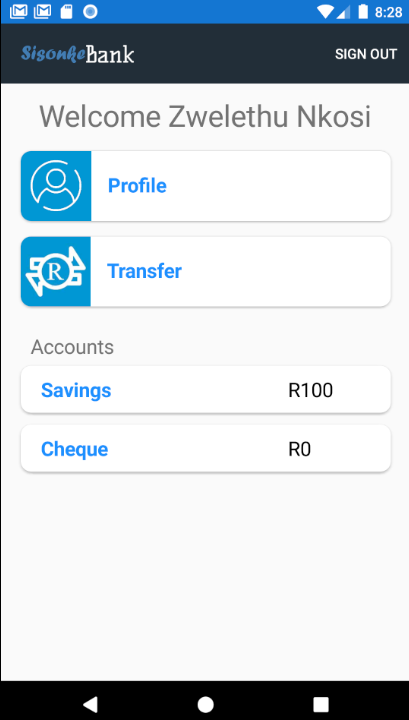 8:28
SisonkeBank SIGN OUT
Welcome Zwelethu Nkosi
Profile
R Transfer
Accounts
Savings R100
Cheque R0